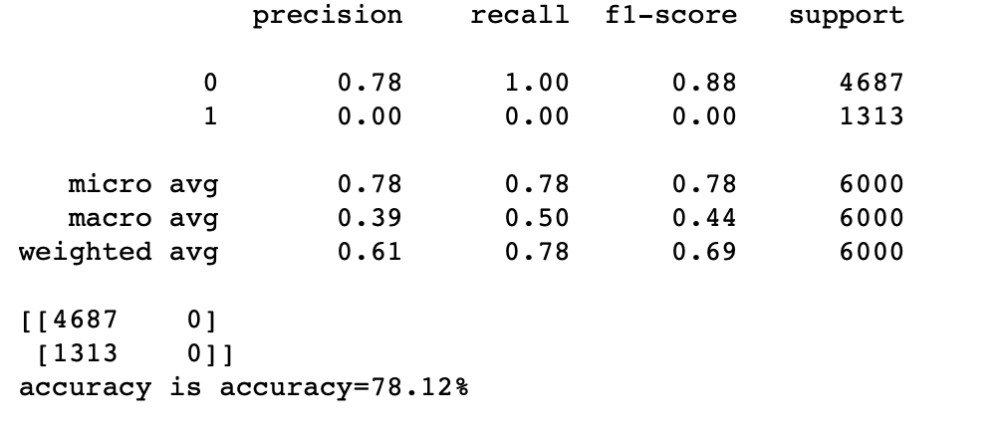 precision recall f1-score support
0 0.78 1.00 0.88 4687
1 0.00 0.00 0.00 1313
micro avg 0.78 0.78 0.78 6000
macro avg 0.39 0.50 0.44 6000
weighted avg 0.61 0.78 0.69 6000
[[4687 0]
[1313 0]]
accuracy is accuracy=78.12%